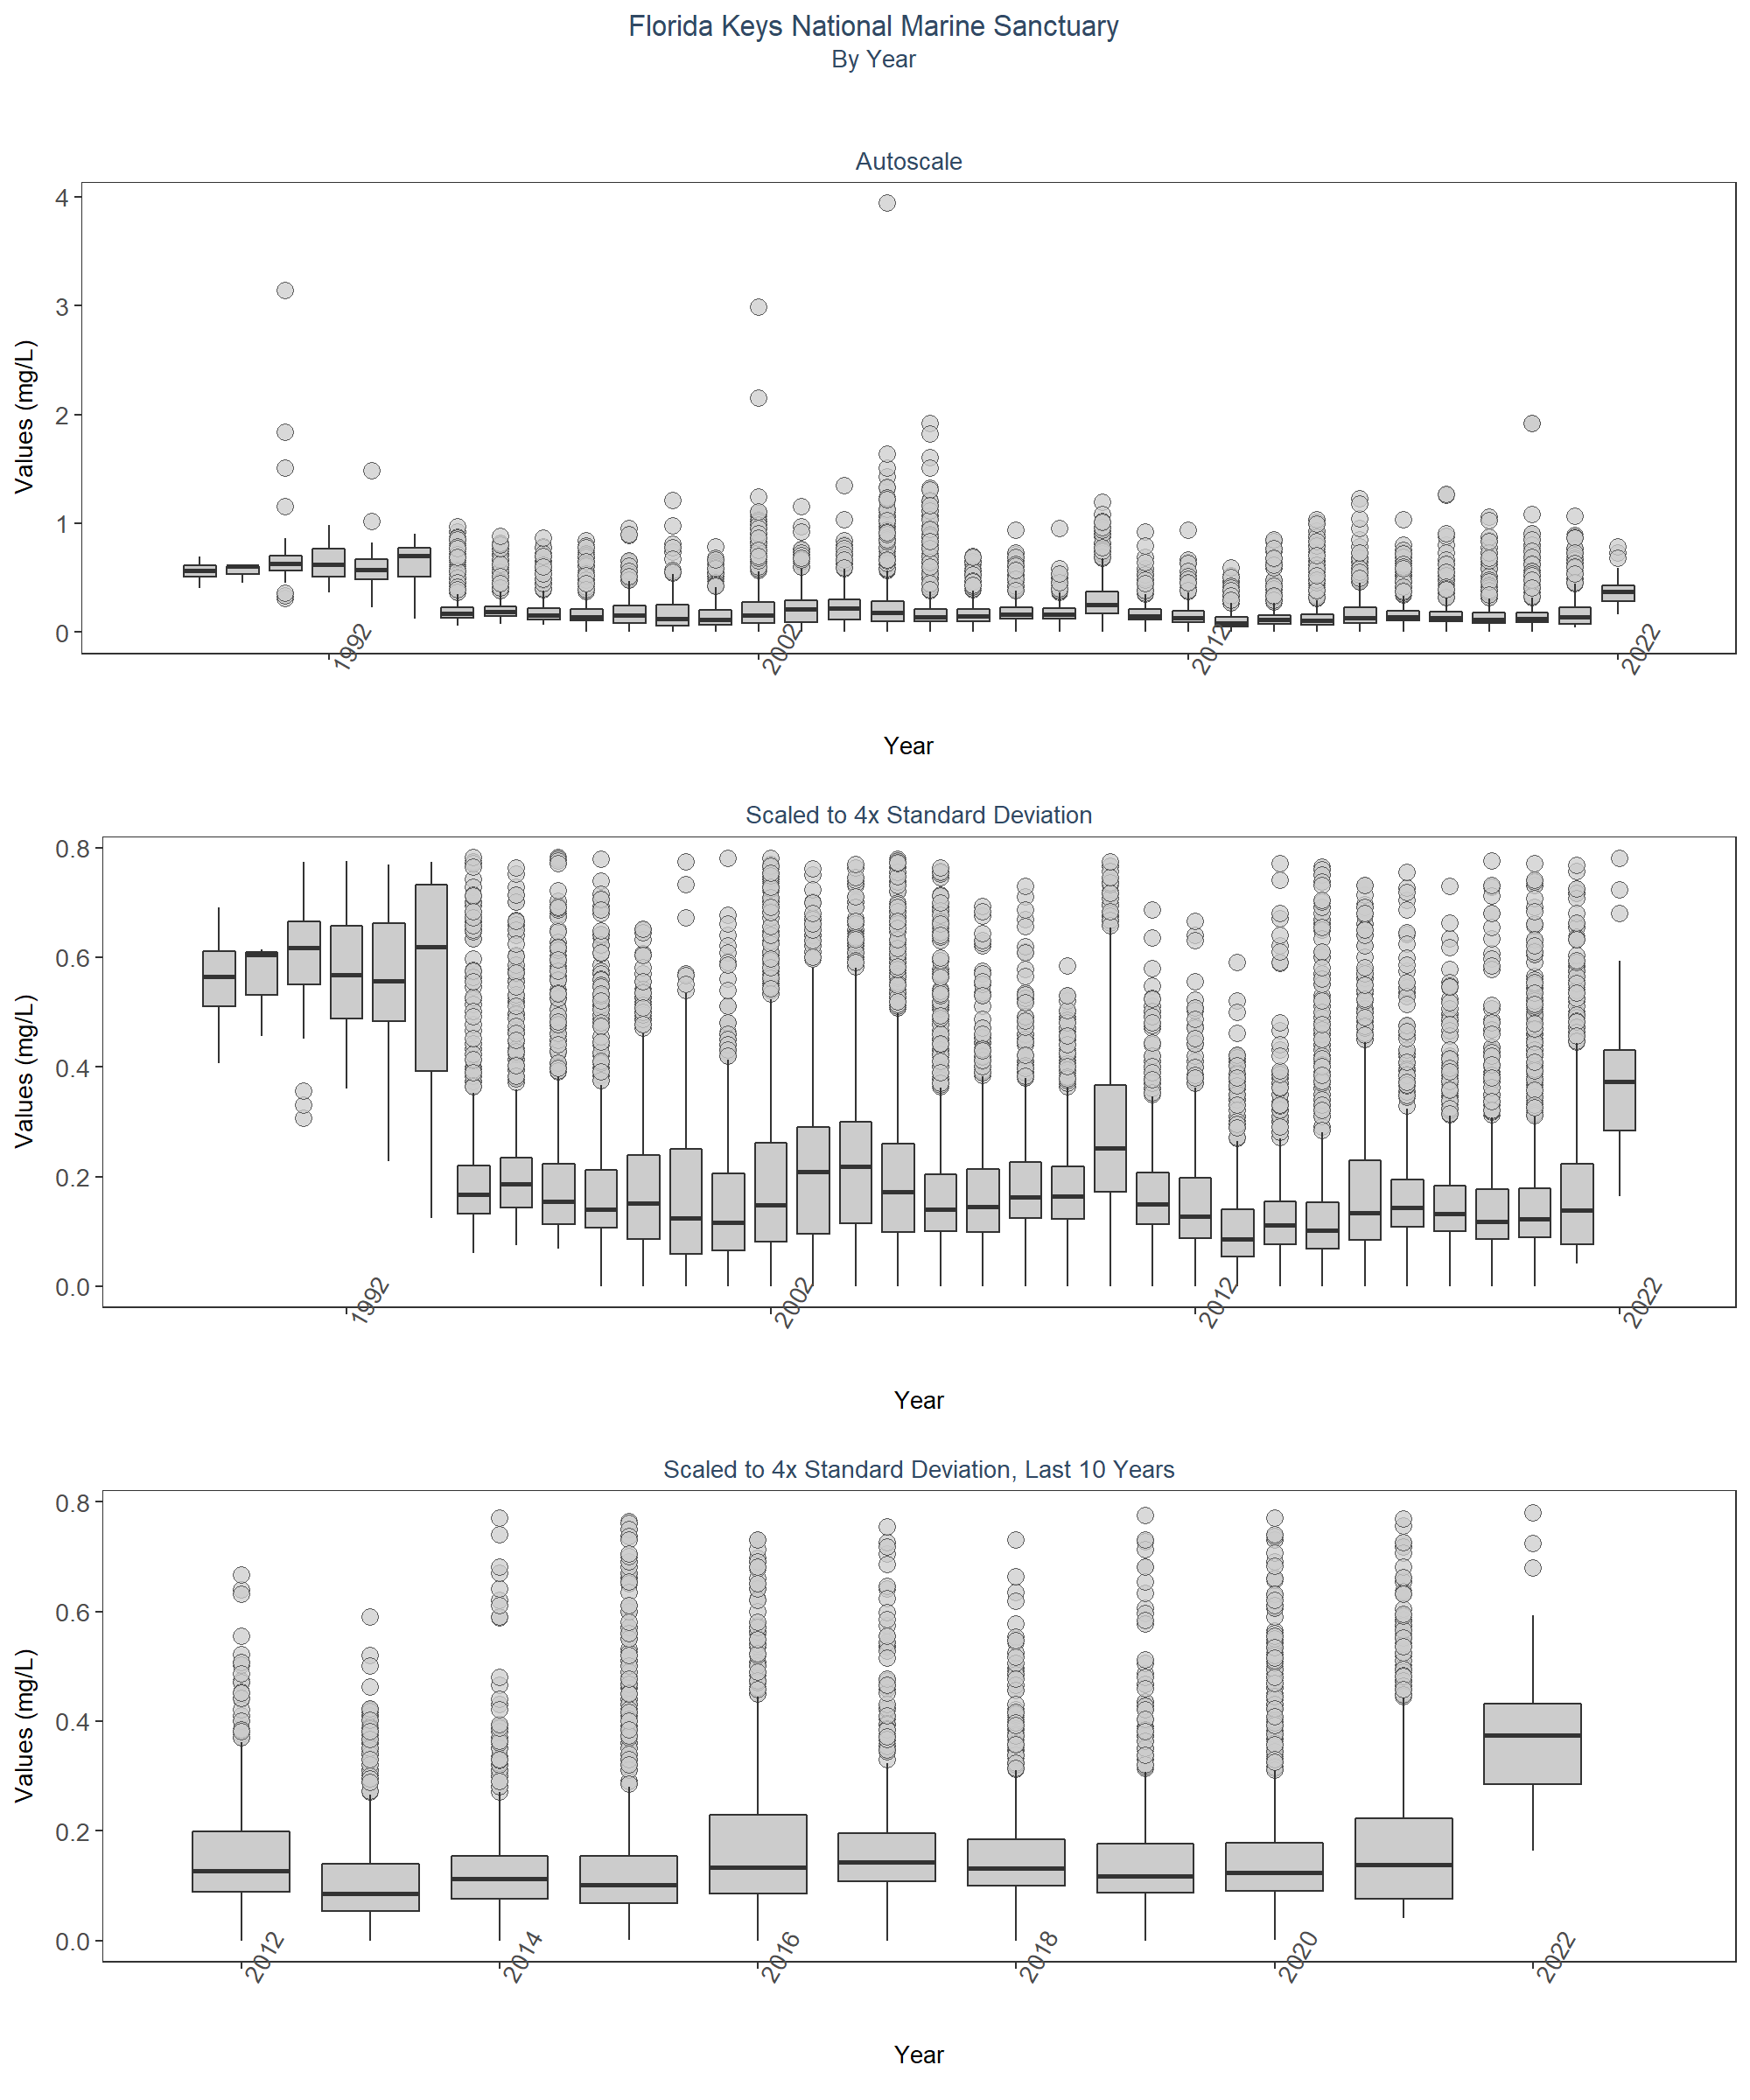 Florida Keys National Marine Sanctuary
By Year
Autoscale
Values (mg/L)
4
3
2
1
0
1992
2002
2012
2022
Year
Scaled to 4x Standard Deviation
Values (mg/L)
0.8
0.6
0.4
0.2
0.0
1992
2002
2012
2022
Year
Scaled to 4x Standard Deviation, Last 10 Years
Values (mg/L)
0.8
0.6
0.4
0.2
0.0
2012
2014
2016
2018
2020
2022
Year